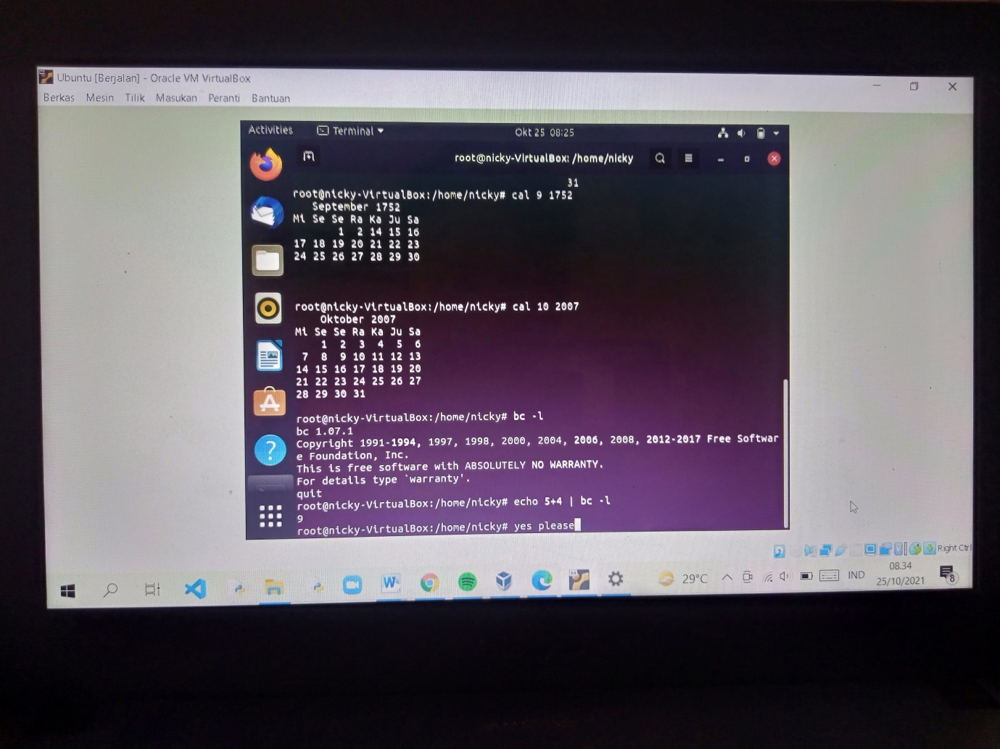 Ubuntu [Berjalan] - Oracle VM VirtualBox
Berkas Mesin Tilik Masukan Peranti Bantuan
Activities Terminal Okt 25 08:25
root@nicky-VirtualBox: /home/nicky
31
root@nicky-VirtualBox:/home/nicky# cal 9 1752
September 1752
Mi Se Se Ra Ka Ju Sa
1 2 14 15 16
17 18 19 20 21 22 23
24 25 26 27 28 29 30
root@nicky-VirtualBox:/home/nicky# cal 10 2007
Oktober 2007
Mi Se Se Ra Ka Ju Sa
1 2 3 4 5 6
7 8 9 10 11 12 13
14 15 16 17 18 19 20
21 22 23 24 25 26 27
28 29 30 31
root@nicky-VirtualBox:/home/nicky# bc -l
bc 1.07.1
Copyright 1991-1994, 1997, 1998, 2000, 2004, 2006, 2008, 2012-2017 Free Softwar
e Foundation, Inc.
This is free software with ABSOLUTELY NO WARRANTY.
For details type `warranty'.
quit
root@nicky-VirtualBox:/home/nicky# echo 5+4 | bc -l
9
root@nicky-VirtualBox:/home/nicky# yes please
Right Ctrl
29°C IND 08.34
25/10/2021
8